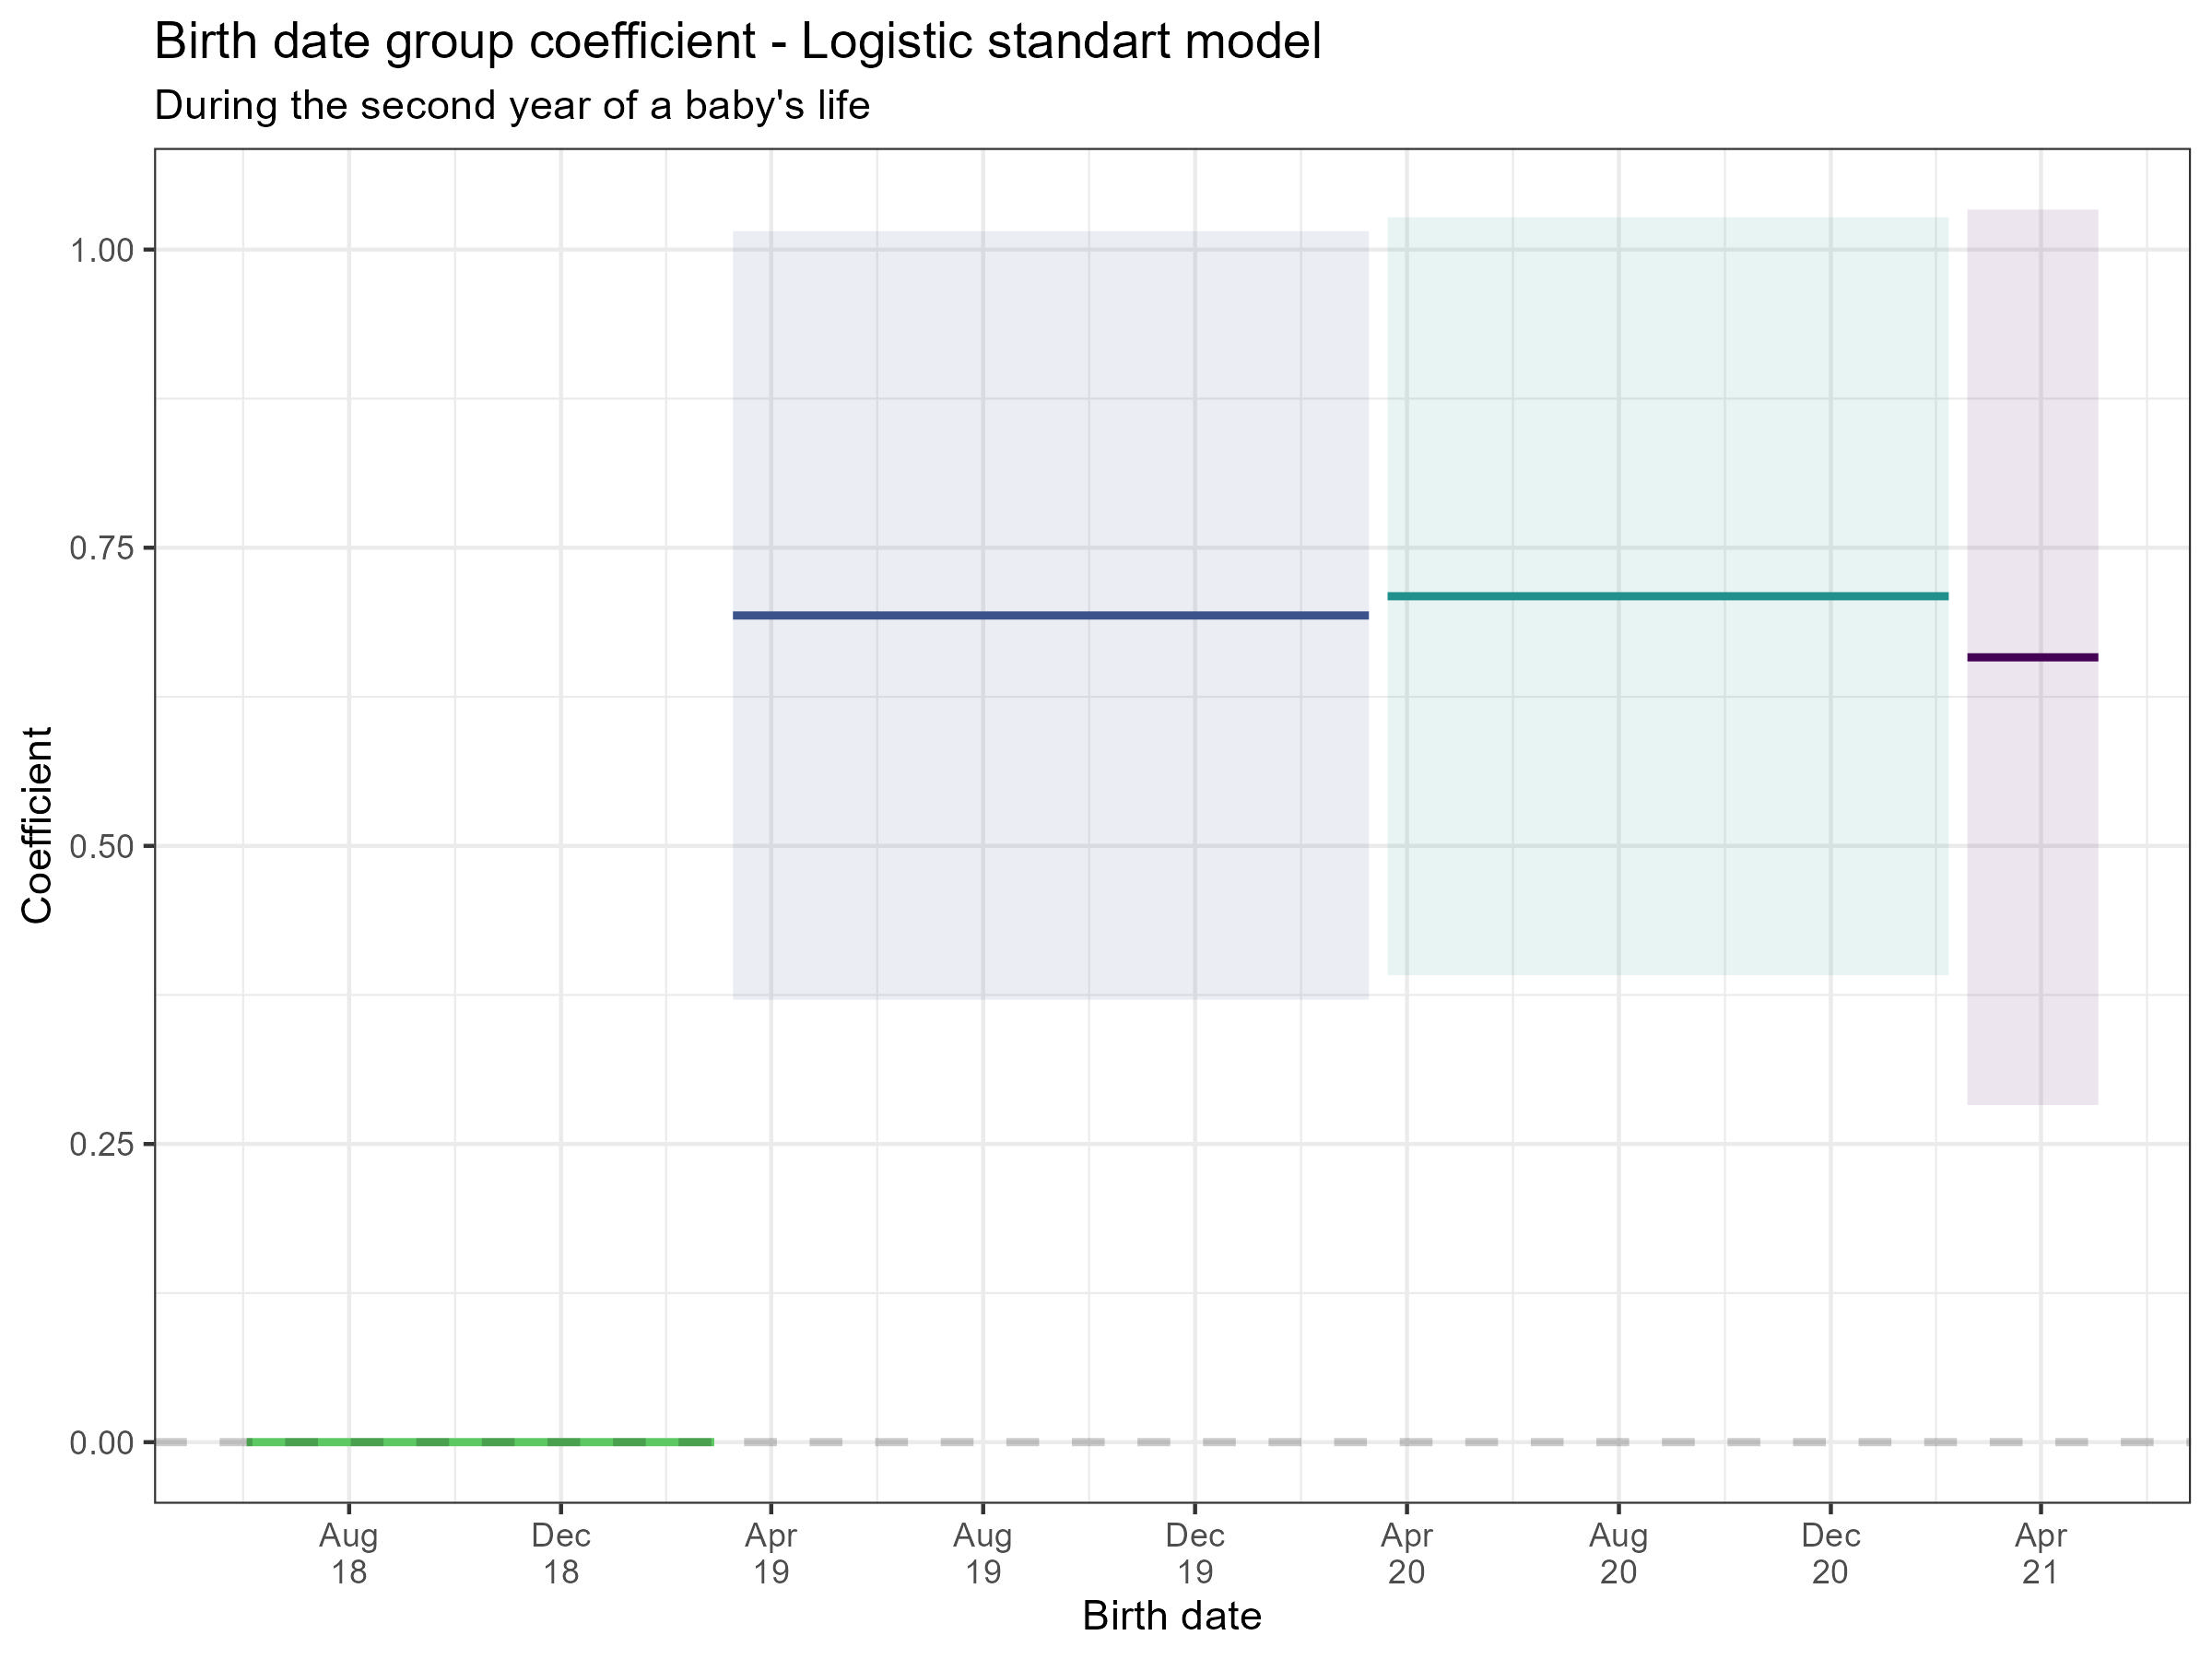 Birth date group coefficient - Logistic standart model
During the second year of a baby's life
Coefficient
1.00
0.75
0.50
0.25
0.00
Aug Dec Apr Aug Dec Apr Aug Dec Apr
18 18 19 19 19 20 20 20 21
Birth date